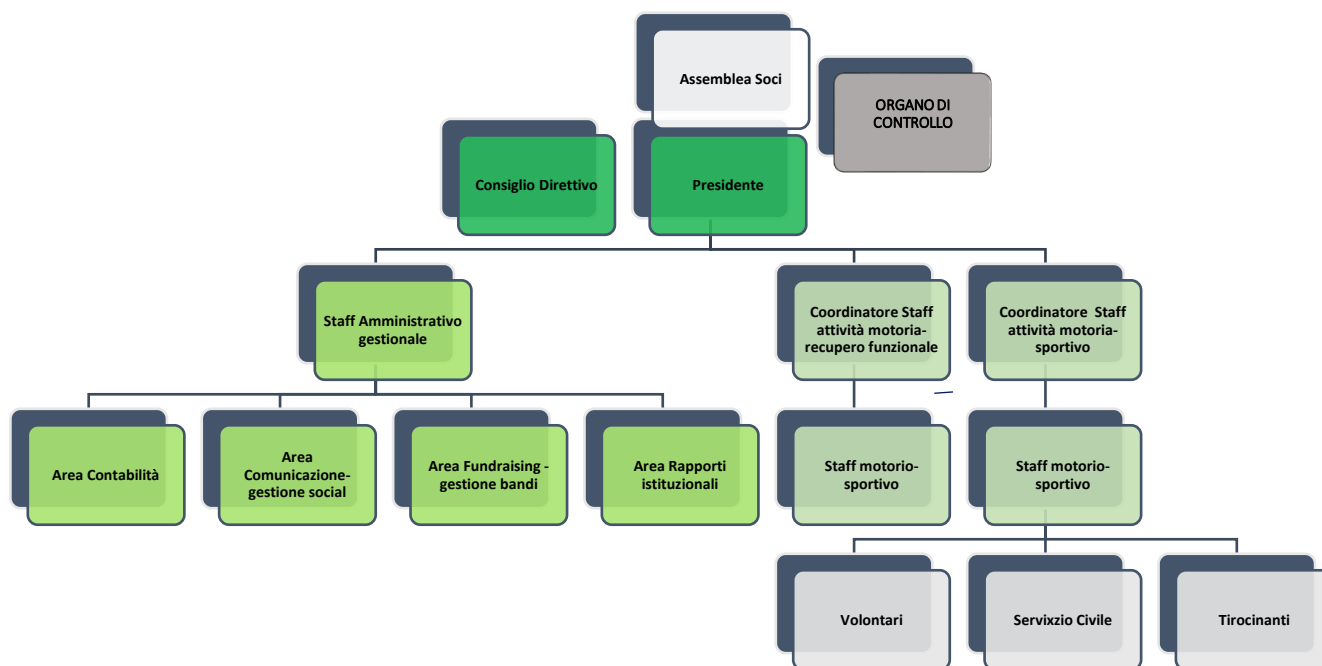 Assemblea Soci
ORGANO DI
CONTROLLO
Consiglio Direttivo
Presidente
Staff Amministrativo
gestionale
Coordinatore Staff
attività motoria-
recupero funzionale
Coordinatore Staff
attività motoria-
sportivo
Area Contabilità
Area
Comunicazione-
gestione social
Area Fundraising -
gestione bandi
Area Rapporti
istituzionali
Staff motorio-
sportivo
Staff motorio-
sportivo
Volontari
Servixzio Civile
Tirocinanti